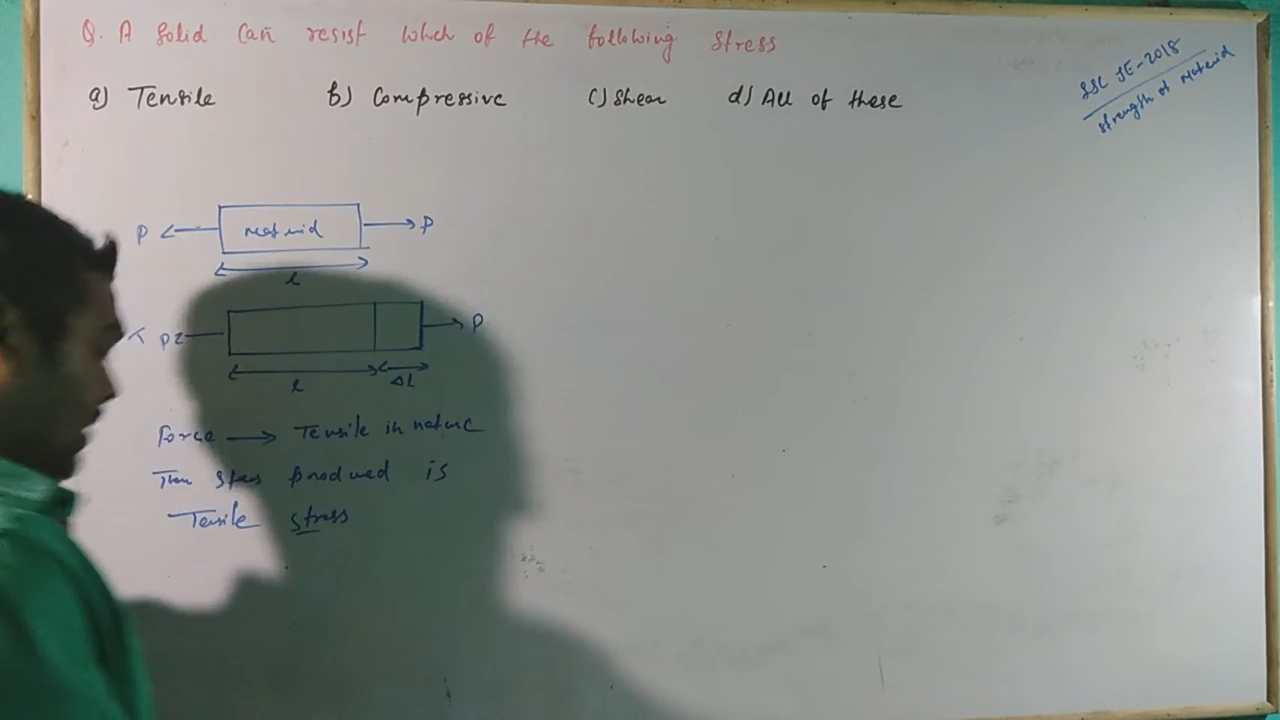 Q. A Solid Can resist which of the following Stress
a) Tensile b) Compressive c) Shear d) All of these
SSC JE-2018
Strength of Material
P Material P
l
P P
l Δl
Force → Tensile in nature
Then stress produced is
Tensile stress